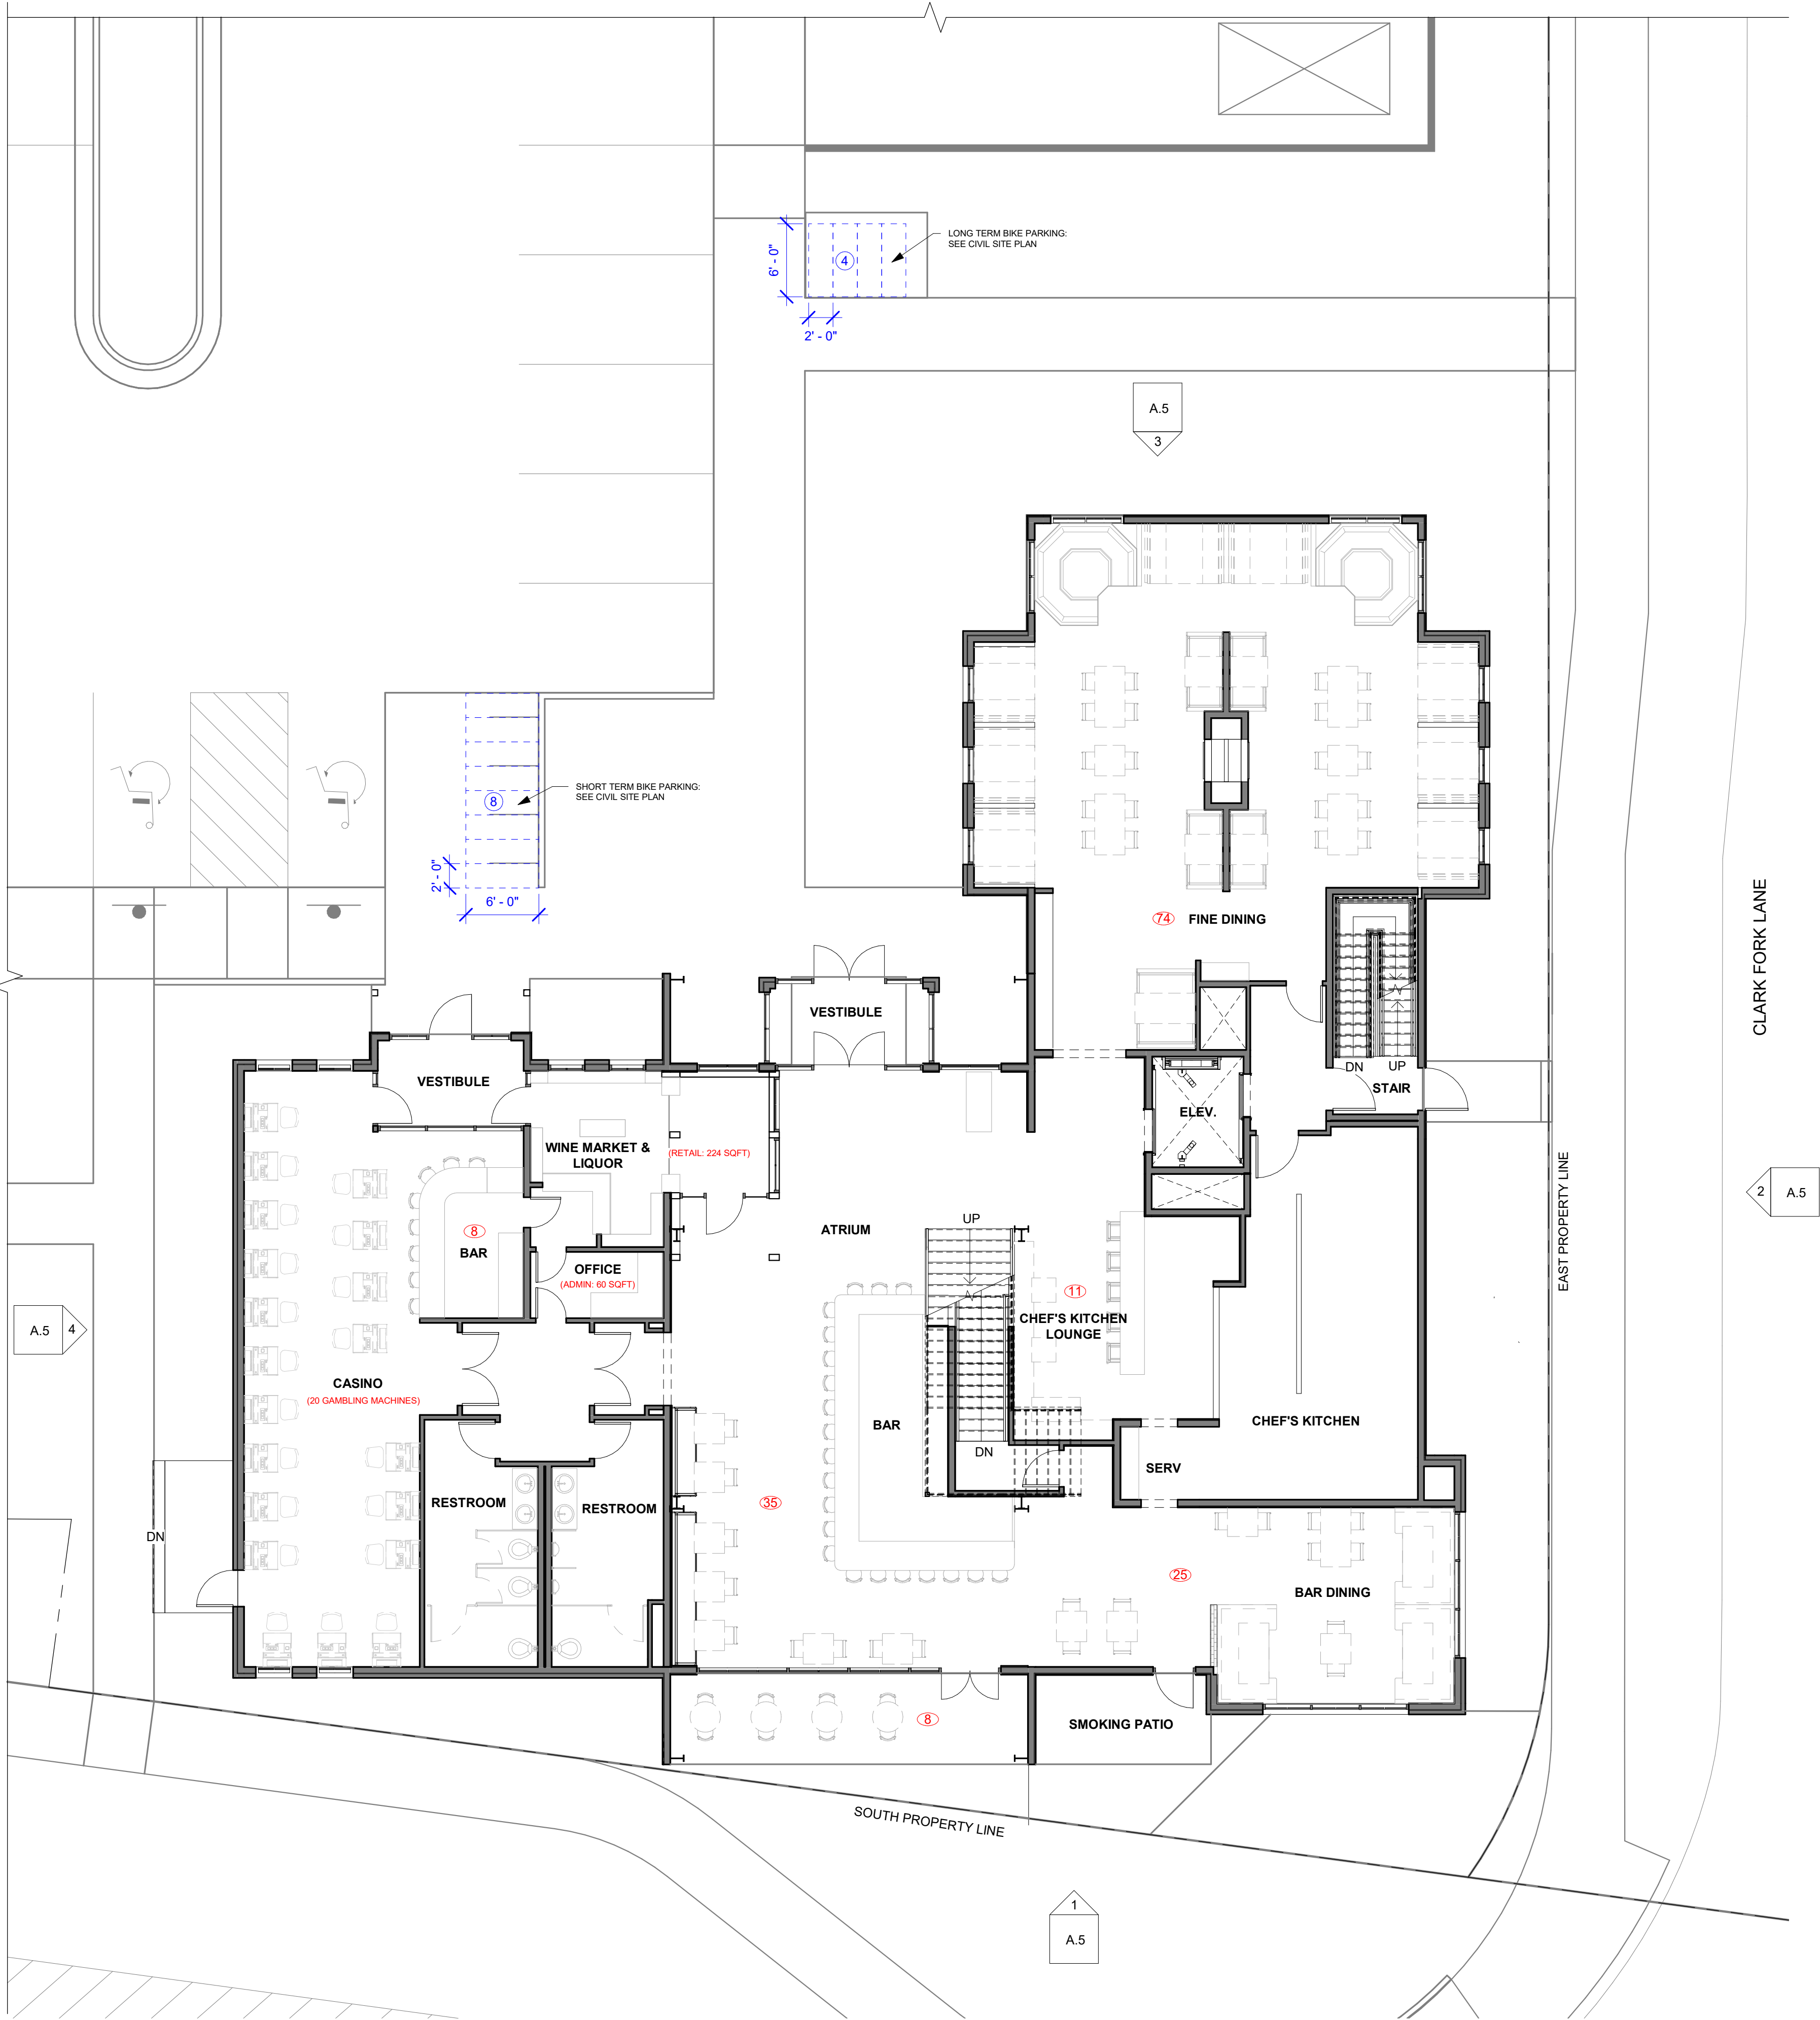 LONG TERM BIKE PARKING:
SEE CIVIL SITE PLAN
6' - 0"
4
2' - 0"
A.5
3
SHORT TERM BIKE PARKING:
SEE CIVIL SITE PLAN
8
2' - 0"
6' - 0"
74
FINE DINING
CLARK FORK LANE
VESTIBULE
VESTIBULE
DN
UP
STAIR
ELEV.
WINE MARKET &
LIQUOR
(RETAIL: 224 SQFT)
EAST PROPERTY LINE
2
A.5
8
BAR
ATRIUM
UP
OFFICE
(ADMIN: 60 SQFT)
11
CHEF'S KITCHEN
LOUNGE
A.5
4
CASINO
(20 GAMBLING MACHINES)
BAR
CHEF'S KITCHEN
DN
SERV
RESTROOM
RESTROOM
35
DN
25
BAR DINING
8
SMOKING PATIO
SOUTH PROPERTY LINE
1
A.5